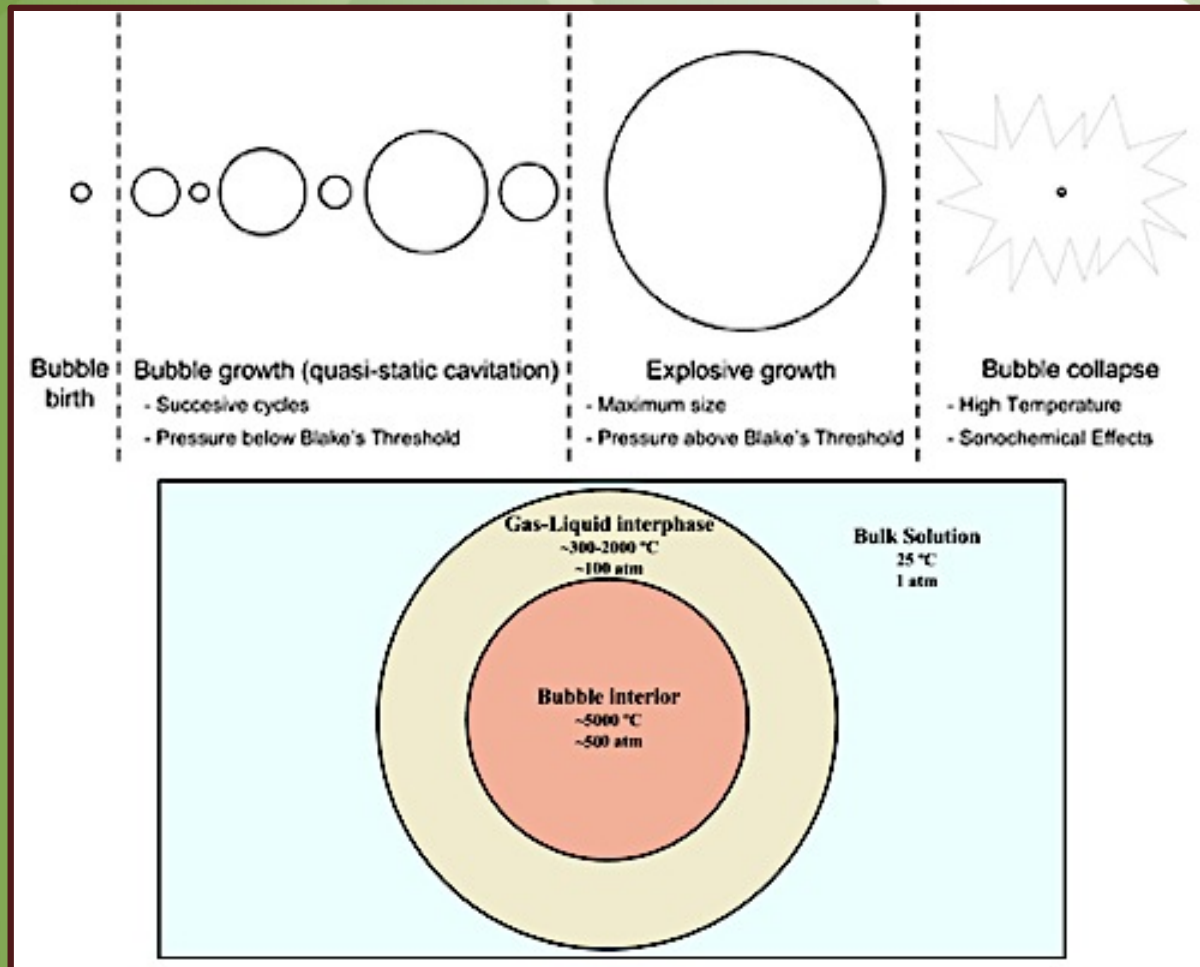 Bubble
birth
Bubble growth (quasi-static cavitation)
- Succesive cycles
- Pressure below Blake's Threshold
Explosive growth
- Maximum size
- Pressure above Blake's Threshold
Bubble collapse
- High Temperature
- Sonochemical Effects
Gas-Liquid interphase
~300-2000 °C
~100 atm
Bulk Solution
25 °C
1 atm
Bubble interior
~5000 °C
~500 atm